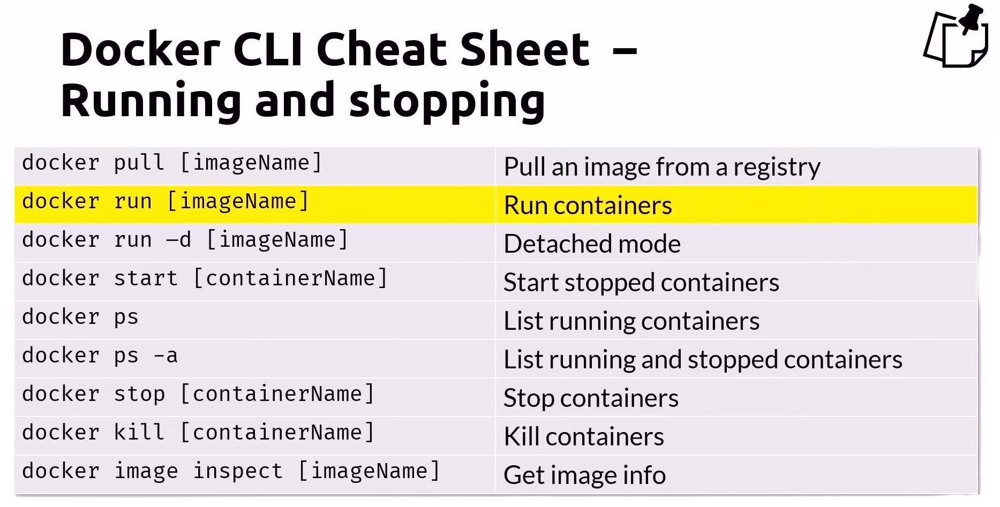 Docker CLI Cheat Sheet –
Running and stopping
docker pull [imageName] Pull an image from a registry
docker run [imageName] Run containers
docker run –d [imageName] Detached mode
docker start [containerName] Start stopped containers
docker ps List running containers
docker ps -a List running and stopped containers
docker stop [containerName] Stop containers
docker kill [containerName] Kill containers
docker image inspect [imageName] Get image info